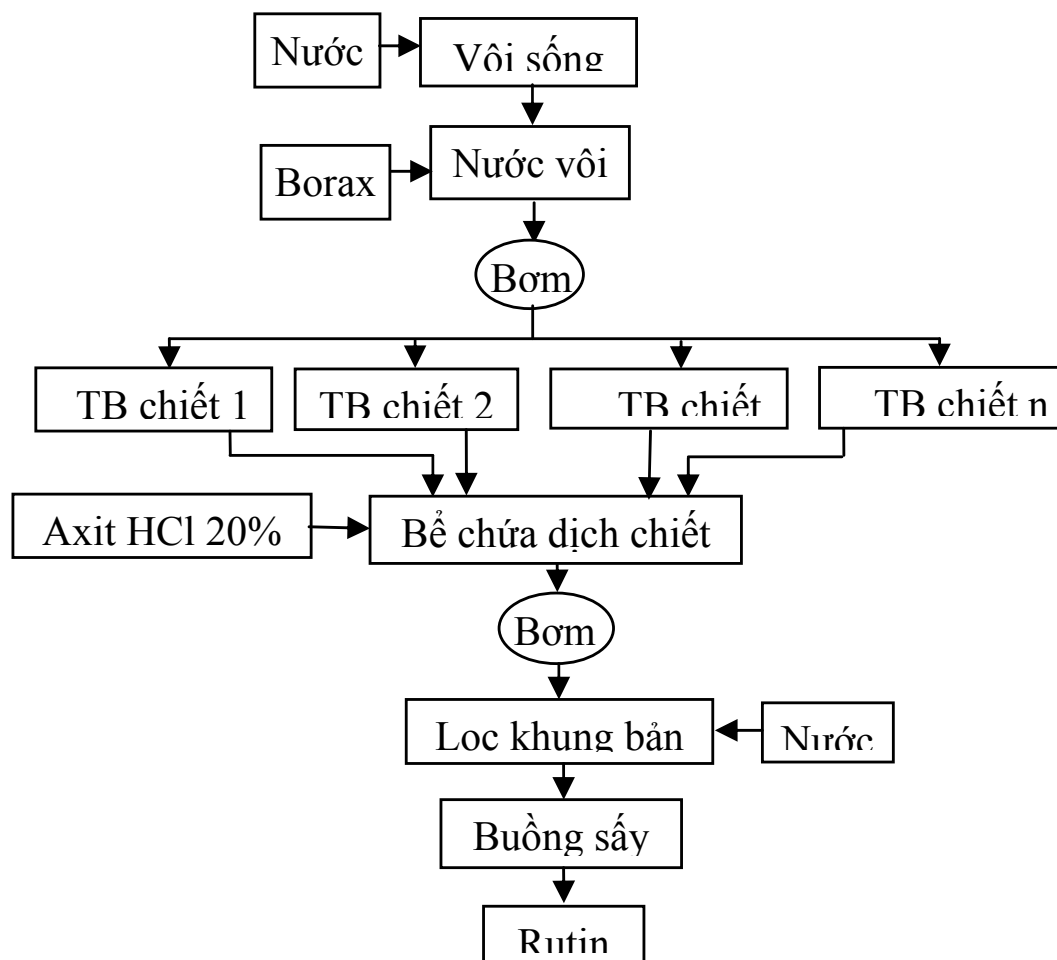 Nước
Vôi sống
Borax
Nước vôi
Bơm
TB chiết 1
TB chiết 2
TB chiết
TB chiết n
Axit HCl 20%
Bể chứa dịch chiết
Bơm
Lọc khung bản
Nước
Buồng sấy
Rutin